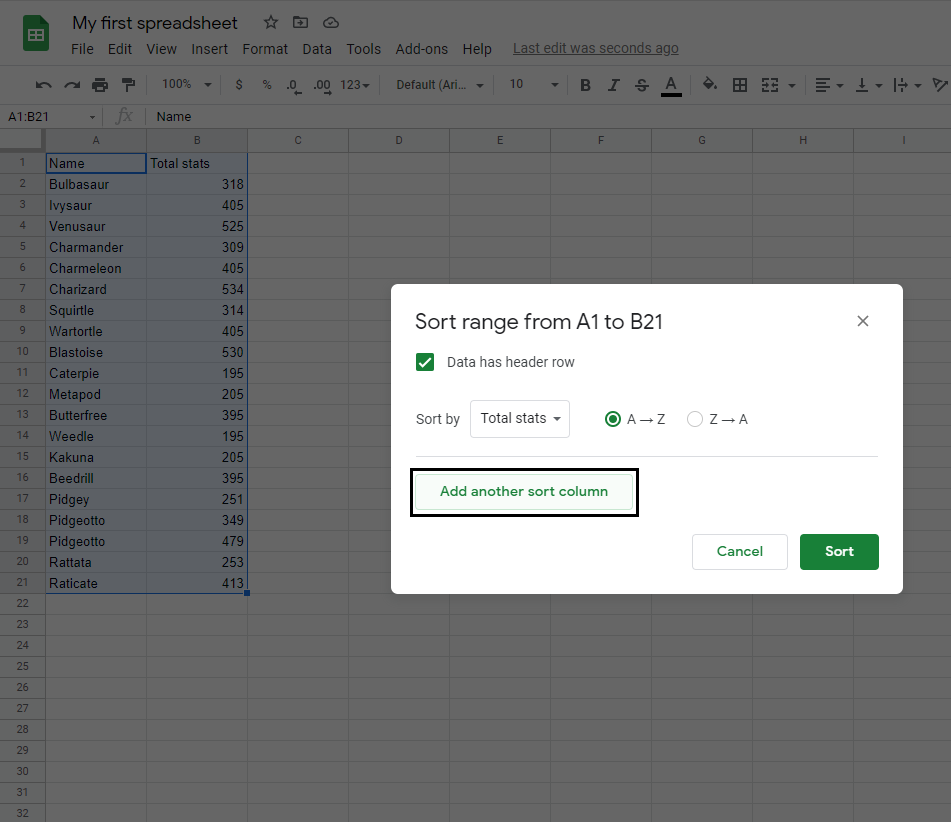 My first spreadsheet
File Edit View Insert Format Data Tools Add-ons Help Last edit was seconds ago
100% $ % .0 .00 123 Default (Ari... 10 B I S A
A1:B21 fx Name
A B C D E F G H I
1 Name Total stats
2 Bulbasaur 318
3 Ivysaur 405
4 Venusaur 525
5 Charmander 309
6 Charmeleon 405
7 Charizard 534
8 Squirtle 314
9 Wartortle 405
10 Blastoise 530
11 Caterpie 195
12 Metapod 205
13 Butterfree 395
14 Weedle 195
15 Kakuna 205
16 Beedrill 395
17 Pidgey 251
18 Pidgeotto 349
19 Pidgeotto 479
20 Rattata 253
21 Raticate 413
22
23
24
25
26
27
28
29
30
31
32
Sort range from A1 to B21
Data has header row
Sort by Total stats A → Z Z → A
Add another sort column
Cancel Sort